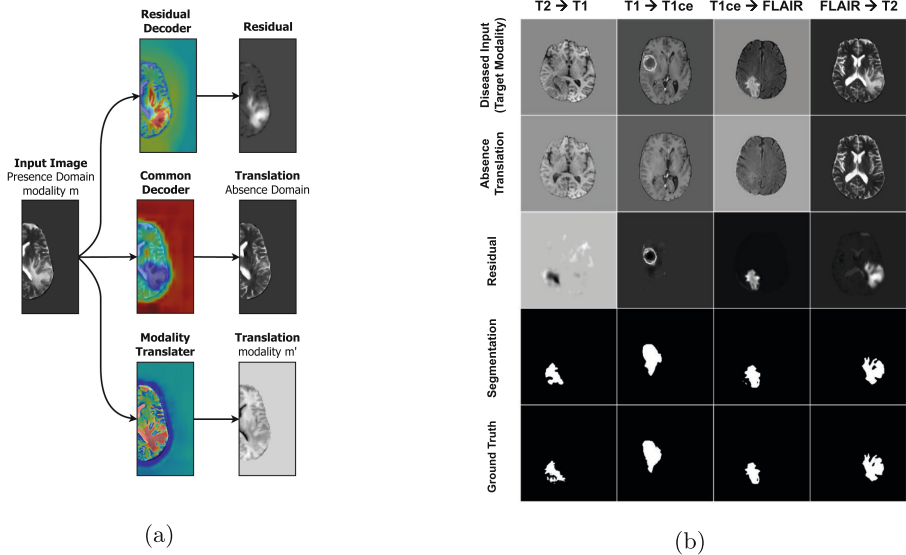 Residual
Decoder
Residual
Input Image
Presence Domain
modality m
Common
Decoder
Translation
Absence Domain
Modality
Translater
Translation
modality m'
(a)
T2 → T1
T1 → T1ce
T1ce → FLAIR
FLAIR → T2
Diseased Input
(Target Modality)
Absence
Translation
Residual
Segmentation
Ground Truth
(b)